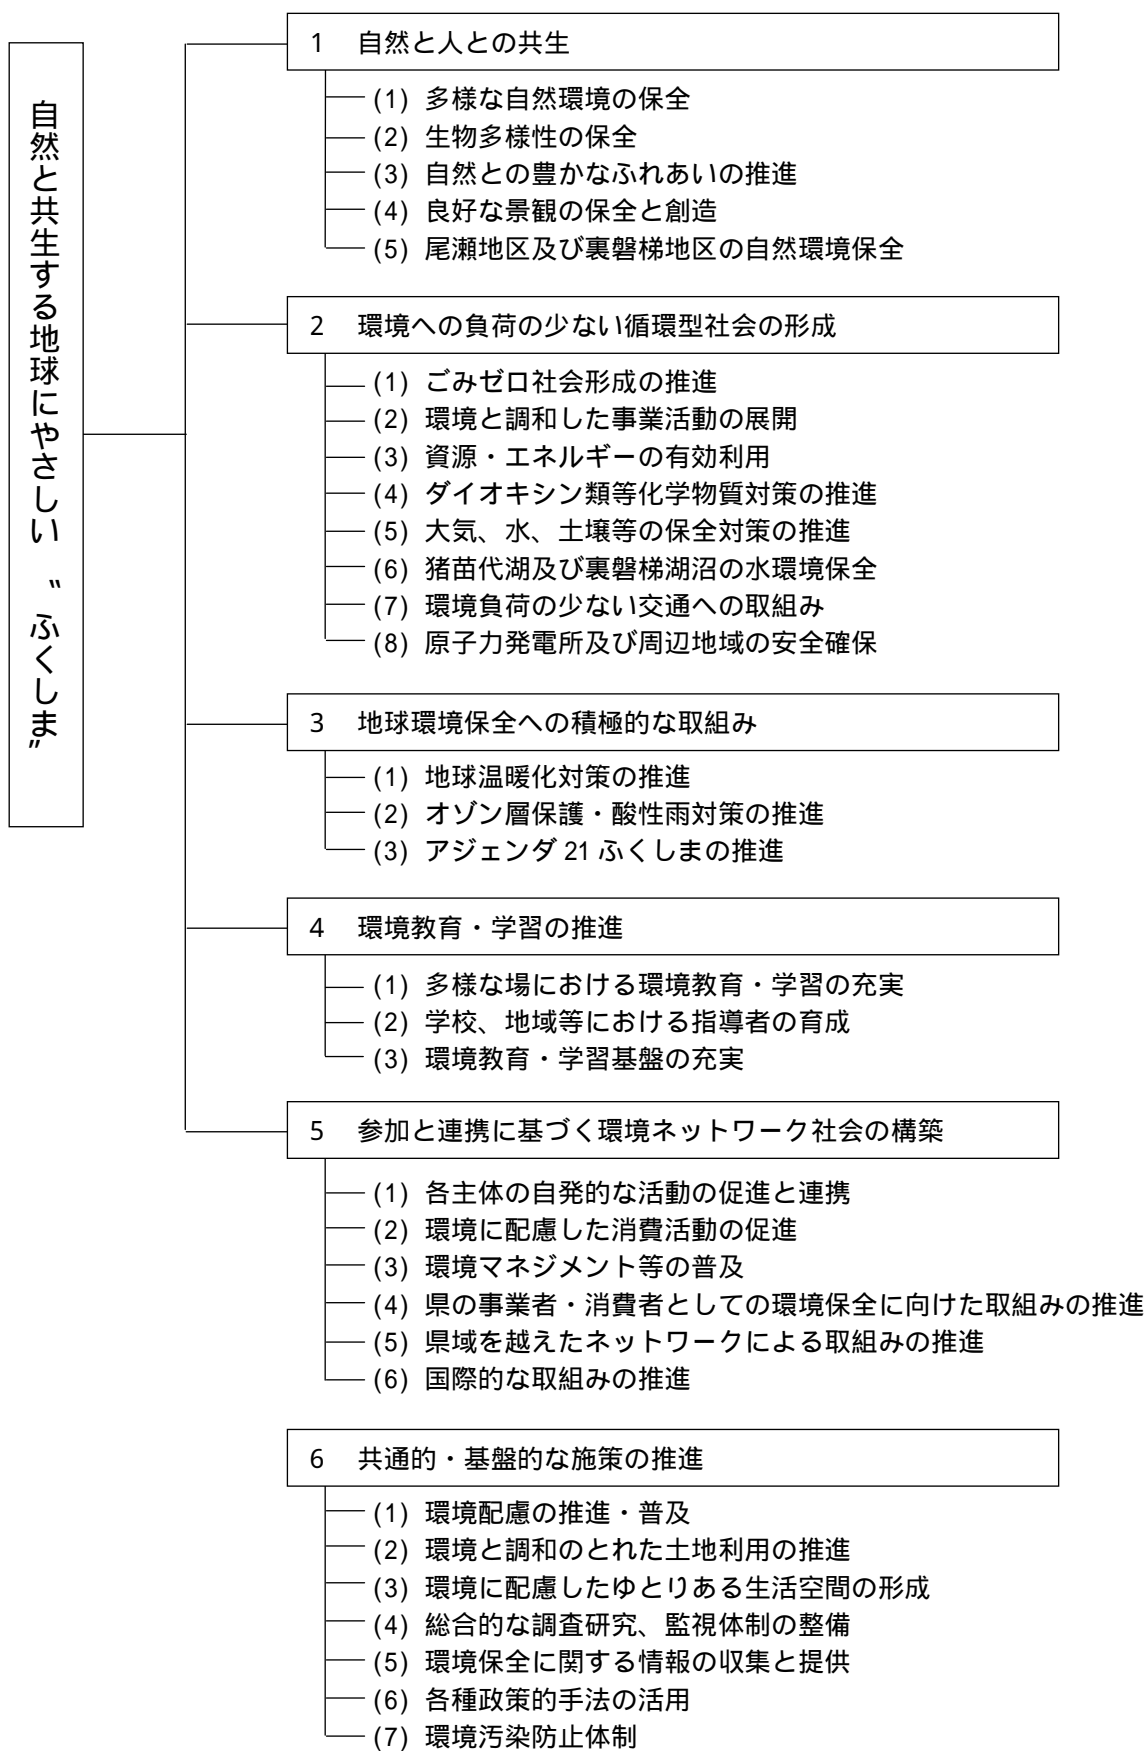 自然と共生する地球にやさしい〝ふくしま〟
1 自然と人との共生
(1) 多様な自然環境の保全
(2) 生物多様性の保全
(3) 自然との豊かなふれあいの推進
(4) 良好な景観の保全と創造
(5) 尾瀬地区及び裏磐梯地区の自然環境保全
2 環境への負荷の少ない循環型社会の形成
(1) ごみゼロ社会形成の推進
(2) 環境と調和した事業活動の展開
(3) 資源・エネルギーの有効利用
(4) ダイオキシン類等化学物質対策の推進
(5) 大気、水、土壌等の保全対策の推進
(6) 猪苗代湖及び裏磐梯湖沼の水環境保全
(7) 環境負荷の少ない交通への取組み
(8) 原子力発電所及び周辺地域の安全確保
3 地球環境保全への積極的な取組み
(1) 地球温暖化対策の推進
(2) オゾン層保護・酸性雨対策の推進
(3) アジェンダ 21 ふくしまの推進
4 環境教育・学習の推進
(1) 多様な場における環境教育・学習の充実
(2) 学校、地域等における指導者の育成
(3) 環境教育・学習基盤の充実
5 参加と連携に基づく環境ネットワーク社会の構築
(1) 各主体の自発的な活動の促進と連携
(2) 環境に配慮した消費活動の促進
(3) 環境マネジメント等の普及
(4) 県の事業者・消費者としての環境保全に向けた取組みの推進
(5) 県域を越えたネットワークによる取組みの推進
(6) 国際的な取組みの推進
6 共通的・基盤的な施策の推進
(1) 環境配慮の推進・普及
(2) 環境と調和のとれた土地利用の推進
(3) 環境に配慮したゆとりある生活空間の形成
(4) 総合的な調査研究、監視体制の整備
(5) 環境保全に関する情報の収集と提供
(6) 各種政策的手法の活用
(7) 環境汚染防止体制